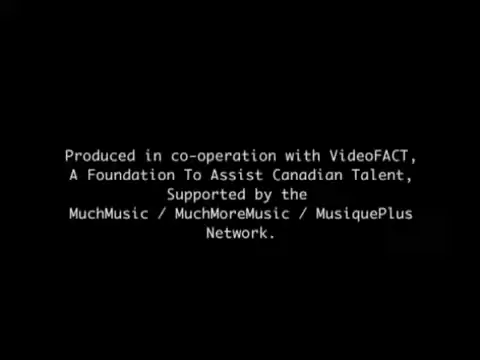 Produced in co-operation with VideoFACT,
A Foundation To Assist Canadian Talent,
Supported by the
MuchMusic / MuchMoreMusic / MusiquePlus
Network.